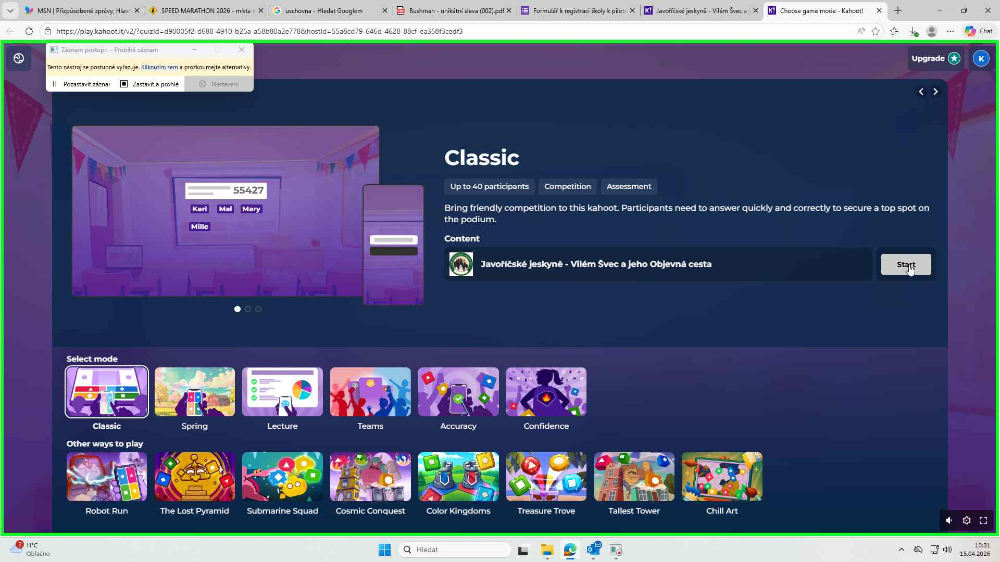 MSN | Přizpůsobené zprávy, Hlavn
SPEED MARATHON 2026 - místa n
uschovna - Hledat Googlem
Bushman - unikátní sleva (002).pdf
Formulář k registraci školy k pilotn
Javoříčské jeskyně - Vilém Švec a j
Choose game mode - Kahoot!
https://play.kahoot.it/v2/?quizId=d90005f2-d688-4910-b26a-a58b80a2e778&hostId=55a8cd79-646d-4628-88cf-ea358f3cedf3
Chat
Záznam postupu – Probíhá záznam
Tento nástroj se postupně vyřazuje. Kliknutím sem a prozkoumejte alternativy.
Pozastavit záznar
Zastavit a prohlé
Nastavení
Upgrade
K
55427
Karl
Mal
Mary
Mille
Classic
Up to 40 participants
Competition
Assessment
Bring friendly competition to this kahoot. Participants need to answer quickly and correctly to secure a top spot on
the podium.
Content
Javoříčské jeskyně - Vilém Švec a jeho Objevná cesta
Start
Select mode
Classic
Spring
Lecture
Teams
Accuracy
Confidence
Other ways to play
Robot Run
The Lost Pyramid
Submarine Squad
Cosmic Conquest
Color Kingdoms
Treasure Trove
Tallest Tower
Chill Art
2
11°C
Oblačno
Hledat
10:31
15.04.2026